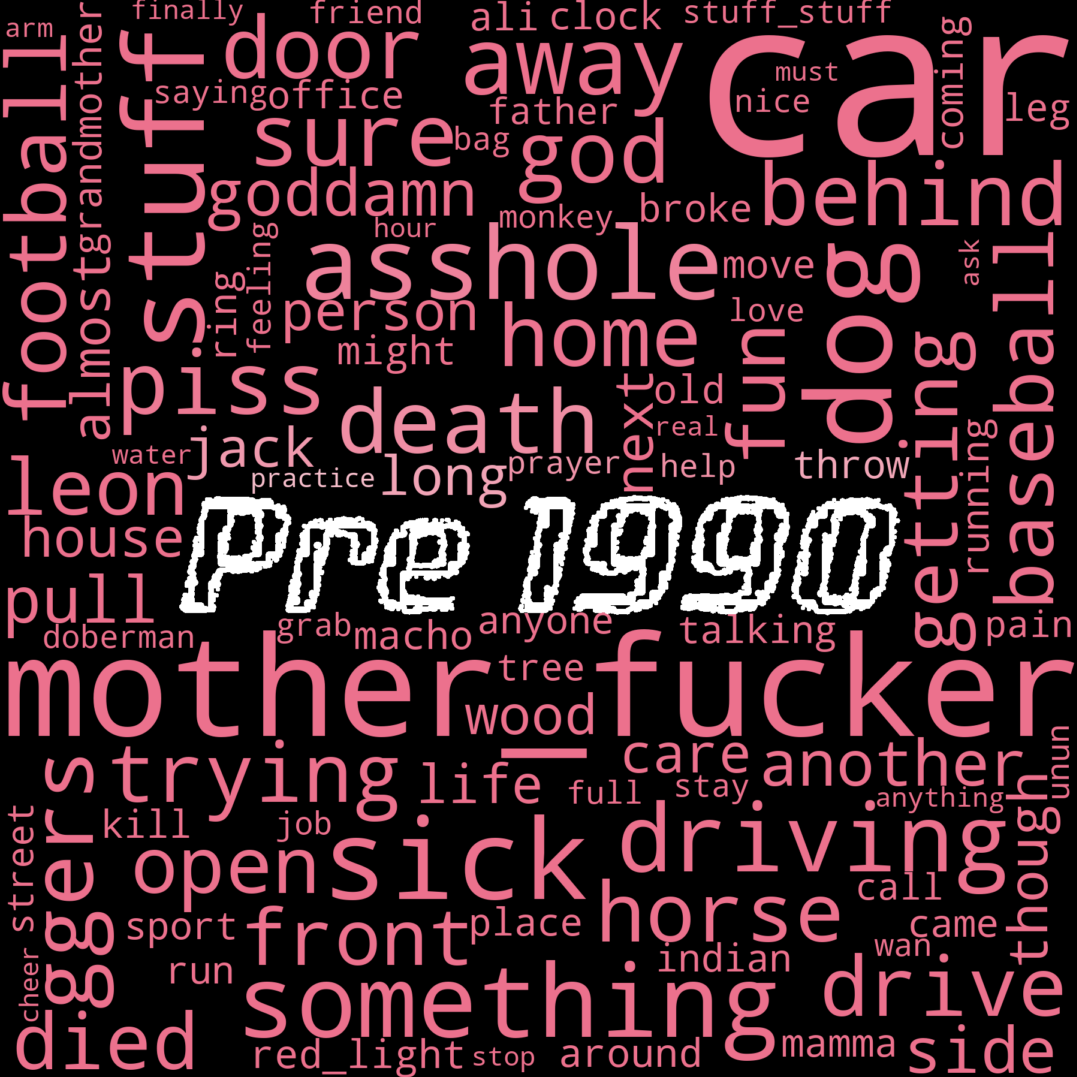 arm
finally
friend
ali
clock
stuff_stuff
car
football
grandmother
stuff
door
away
must
coming
saying
office
father
nice
leg
sure
bag
god
goddamn
monkey
broke
behind
hour
asshole
move
dog
ask
baseball
almost
ring
feeling
person
home
love
might
fun
getting
piss
death
next
old
jack
real
running
water
practice
long
prayer
help
throw
leon
house
Pre 1990
pull
doberman
grab
macho
anyone
talking
pain
mother_fucker
tree
wood
ggers
trying
life
care
another
unun
full
stay
anything
though
street
kill
job
open
sick
driving
call
horse
sport
front
place
came
wan
cheer
run
indian
something
drive
died
red_light
stop
around
mamma
side